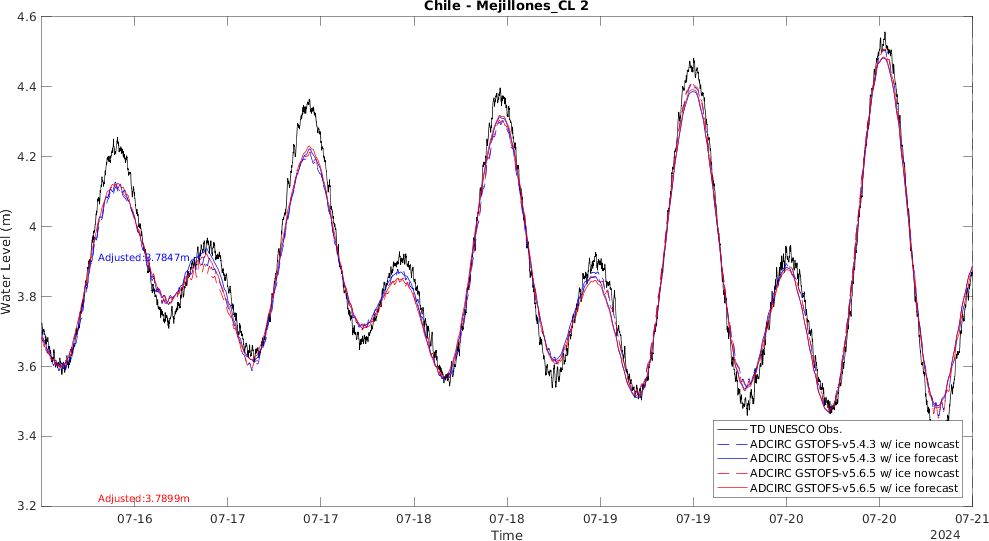 Chile - Mejillones_CL 2
4.6
4.4
4.2
4
3.8
3.6
3.4
3.2
Water Level (m)
Adjusted:3.7847m
Adjusted:3.7899m
TD UNESCO Obs.
ADCIRC GSTOFS-v5.4.3 w/ ice nowcast
ADCIRC GSTOFS-v5.4.3 w/ ice forecast
ADCIRC GSTOFS-v5.6.5 w/ ice nowcast
ADCIRC GSTOFS-v5.6.5 w/ ice forecast
07-16 07-17 07-17 07-18 07-18 07-19 07-19 07-20 07-20 07-21
Time
2024